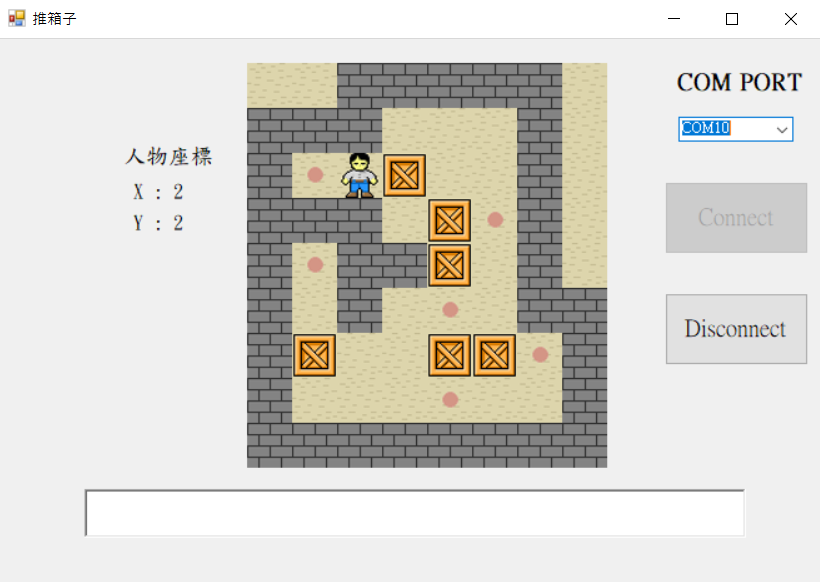 推箱子
COM PORT
COM10
人物座標
X : 2
Y : 2
Connect
Disconnect